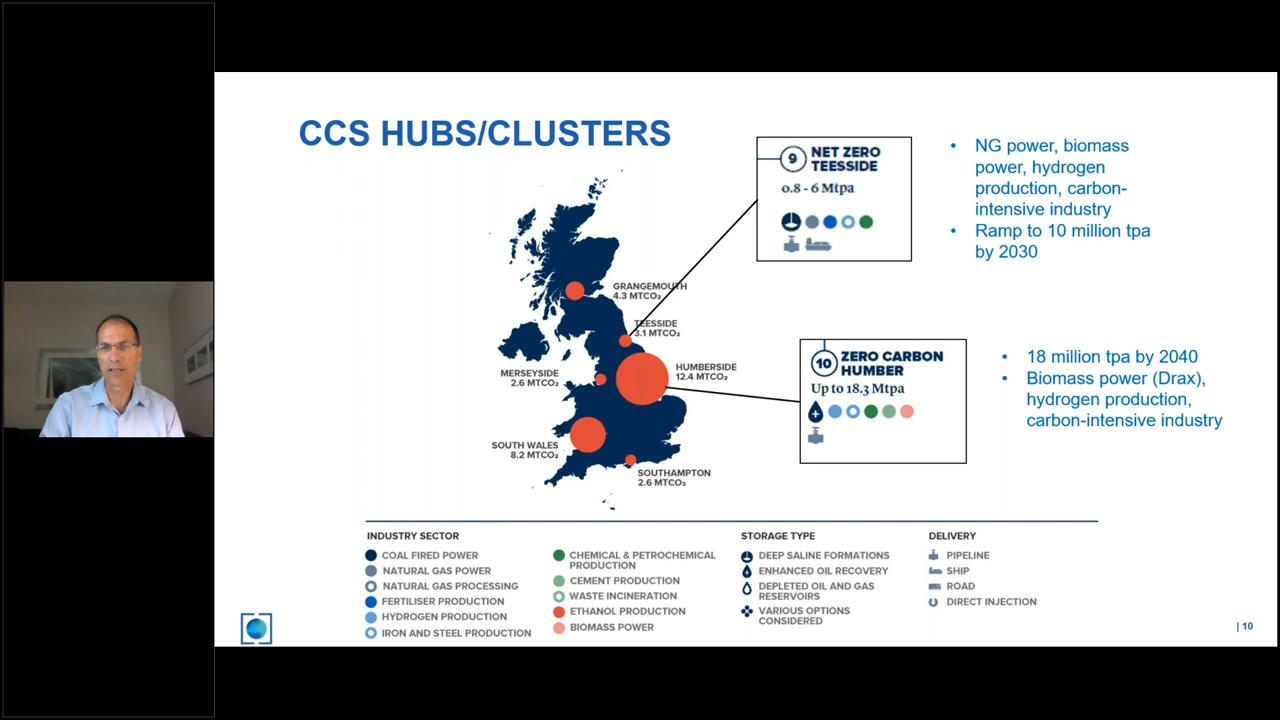 CCS HUBS/CLUSTERS
9
NET ZERO
TEESSIDE
0.8 - 6 Mtpa
• NG power, biomass
power, hydrogen
production, carbon-
intensive industry
• Ramp to 10 million tpa
by 2030
GRANGEMOUTH
4.3 MTCO₂
TEESSIDE
3.1 MTCO₂
HUMBERSIDE
12.4 MTCO₂
MERSEYSIDE
2.6 MTCO₂
SOUTH WALES
8.2 MTCO₂
SOUTHAMPTON
2.6 MTCO₂
10
ZERO CARBON
HUMBER
Up to 18.3 Mtpa
• 18 million tpa by 2040
• Biomass power (Drax),
hydrogen production,
carbon-intensive industry
INDUSTRY SECTOR
COAL FIRED POWER
NATURAL GAS POWER
NATURAL GAS PROCESSING
FERTILISER PRODUCTION
HYDROGEN PRODUCTION
IRON AND STEEL PRODUCTION
CHEMICAL & PETROCHEMICAL
PRODUCTION
CEMENT PRODUCTION
WASTE INCINERATION
ETHANOL PRODUCTION
BIOMASS POWER
STORAGE TYPE
DEEP SALINE FORMATIONS
ENHANCED OIL RECOVERY
DEPLETED OIL AND GAS
RESERVOIRS
VARIOUS OPTIONS
CONSIDERED
DELIVERY
PIPELINE
SHIP
ROAD
DIRECT INJECTION
| 10